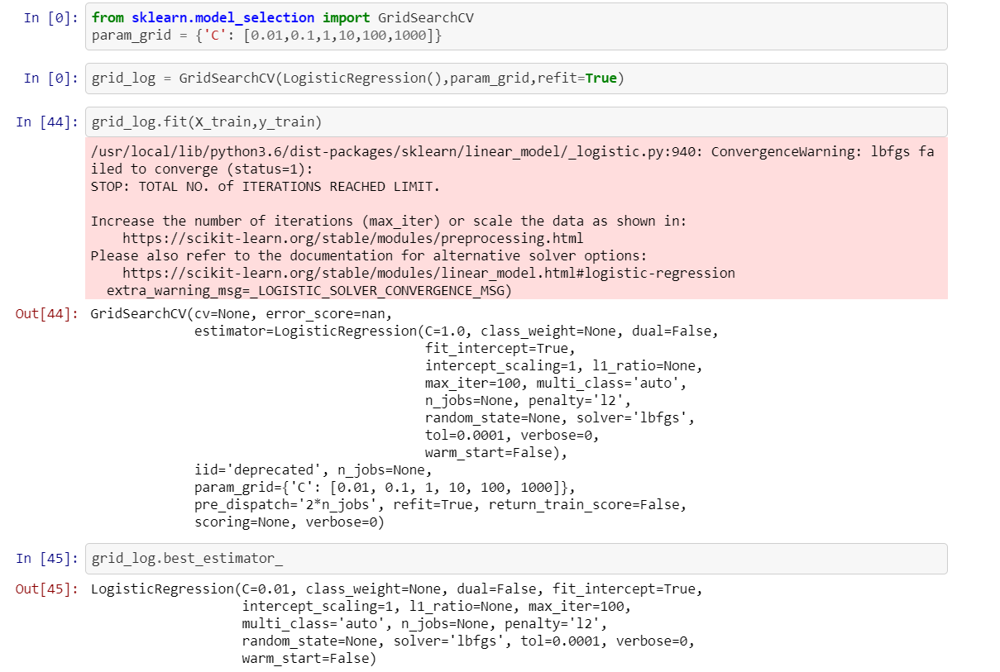 In [0]: from sklearn.model_selection import GridSearchCV
param_grid = {'C': [0.01,0.1,1,10,100,1000]}
In [0]: grid_log = GridSearchCV(LogisticRegression(),param_grid,refit=True)
In [44]: grid_log.fit(X_train,y_train)
/usr/local/lib/python3.6/dist-packages/sklearn/linear_model/_logistic.py:940: ConvergenceWarning: lbfgs fa
iled to converge (status=1):
STOP: TOTAL NO. of ITERATIONS REACHED LIMIT.
Increase the number of iterations (max_iter) or scale the data as shown in:
https://scikit-learn.org/stable/modules/preprocessing.html
Please also refer to the documentation for alternative solver options:
https://scikit-learn.org/stable/modules/linear_model.html#logistic-regression
extra_warning_msg=_LOGISTIC_SOLVER_CONVERGENCE_MSG)
Out[44]: GridSearchCV(cv=None, error_score=nan,
estimator=LogisticRegression(C=1.0, class_weight=None, dual=False,
fit_intercept=True,
intercept_scaling=1, l1_ratio=None,
max_iter=100, multi_class='auto',
n_jobs=None, penalty='l2',
random_state=None, solver='lbfgs',
tol=0.0001, verbose=0,
warm_start=False),
iid='deprecated', n_jobs=None,
param_grid={'C': [0.01, 0.1, 1, 10, 100, 1000]},
pre_dispatch='2*n_jobs', refit=True, return_train_score=False,
scoring=None, verbose=0)
In [45]: grid_log.best_estimator_
Out[45]: LogisticRegression(C=0.01, class_weight=None, dual=False, fit_intercept=True,
intercept_scaling=1, l1_ratio=None, max_iter=100,
multi_class='auto', n_jobs=None, penalty='l2',
random_state=None, solver='lbfgs', tol=0.0001, verbose=0,
warm_start=False)